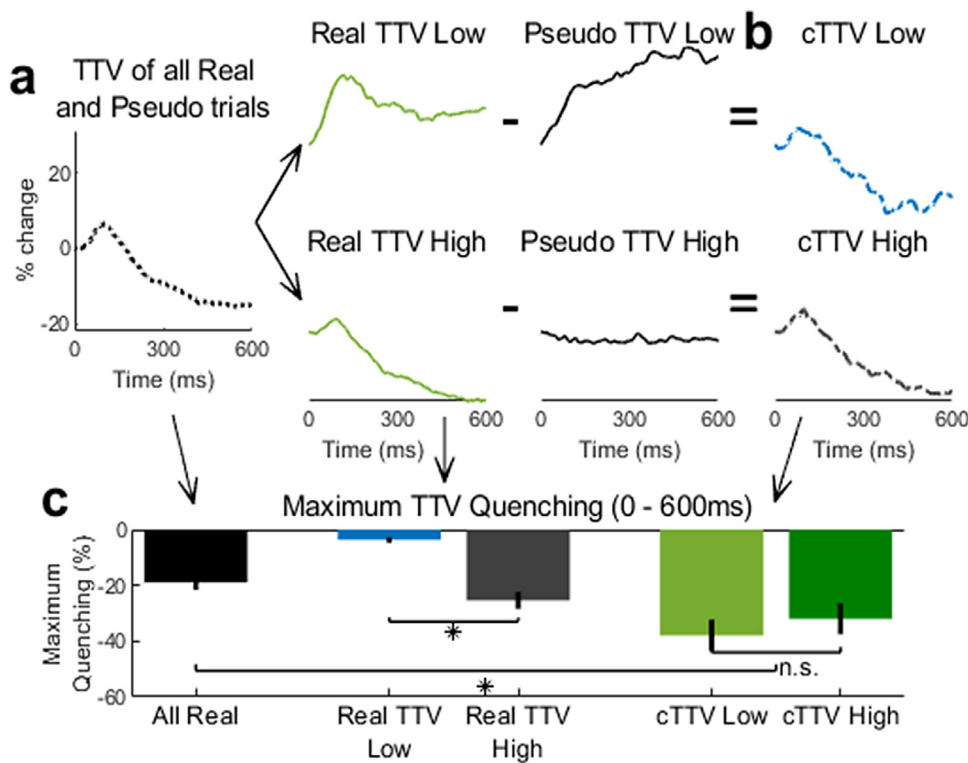 a
TTV of all Real
and Pseudo trials
% change
20
0
-20
0
300
600
Time (ms)
Real TTV Low
-
Pseudo TTV Low
=
b
cTTV Low
Real TTV High
-
Pseudo TTV High
=
cTTV High
0
300
600
Time (ms)
0
300
600
Time (ms)
0
300
600
Time (ms)
c
Maximum TTV Quenching (0 - 600ms)
Maximum
Quenching (%)
0
-20
-40
-60
*
n.s.
*
All Real
Real TTV
Low
Real TTV
High
cTTV Low
cTTV High